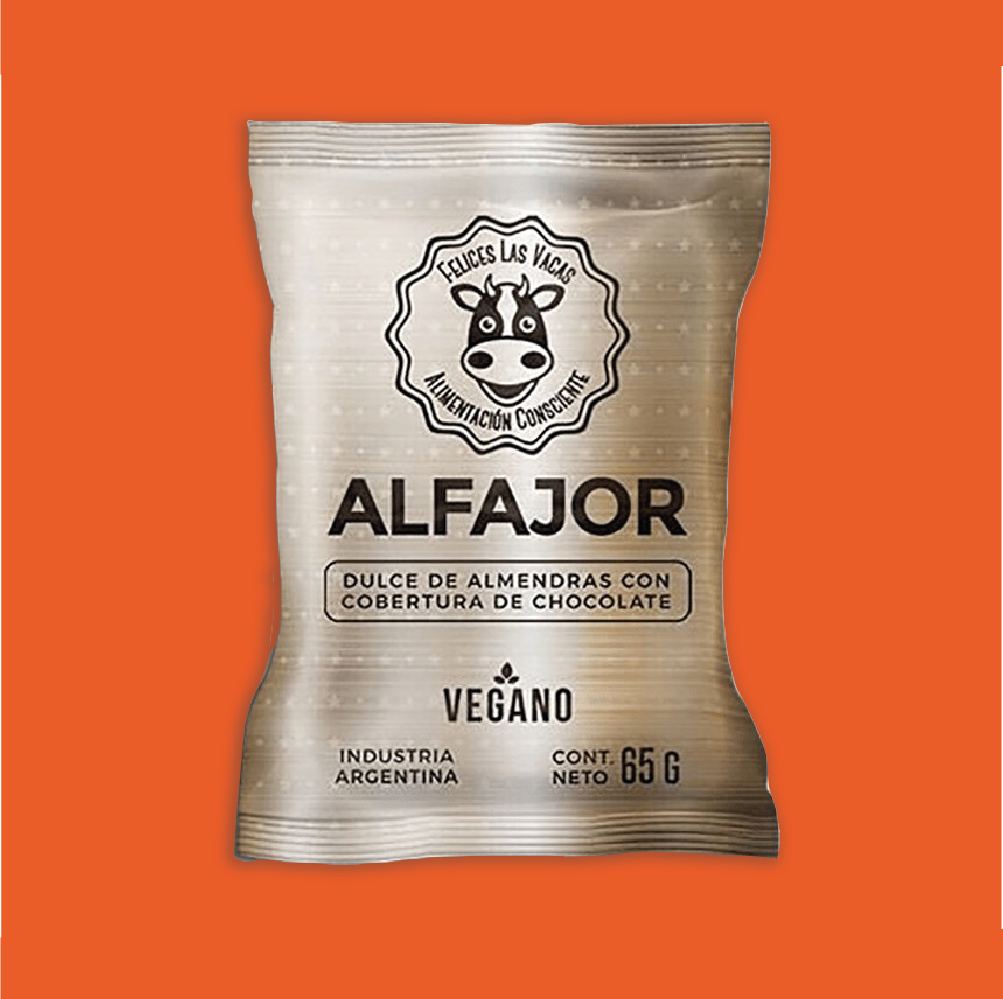 FELICES LAS VACAS
ALIMENTACIÓN CONSCIENTE
ALFAJOR
DULCE DE ALMENDRAS CON
COBERTURA DE CHOCOLATE
VEGANO
INDUSTRIA
ARGENTINA
CONT.
NETO 65 G